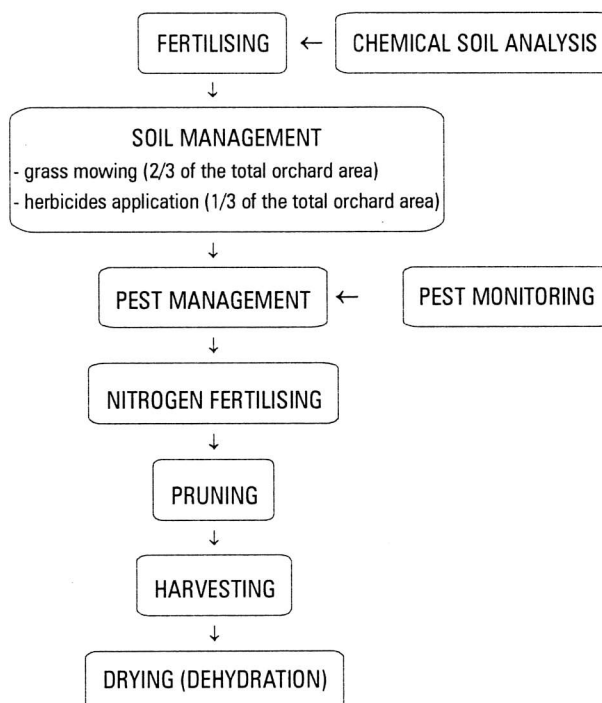 FERTILISING ← CHEMICAL SOIL ANALYSIS
↓
SOIL MANAGEMENT
- grass mowing (2/3 of the total orchard area)
- herbicides application (1/3 of the total orchard area)
↓
PEST MANAGEMENT ← PEST MONITORING
↓
NITROGEN FERTILISING
↓
PRUNING
↓
HARVESTING
↓
DRYING (DEHYDRATION)